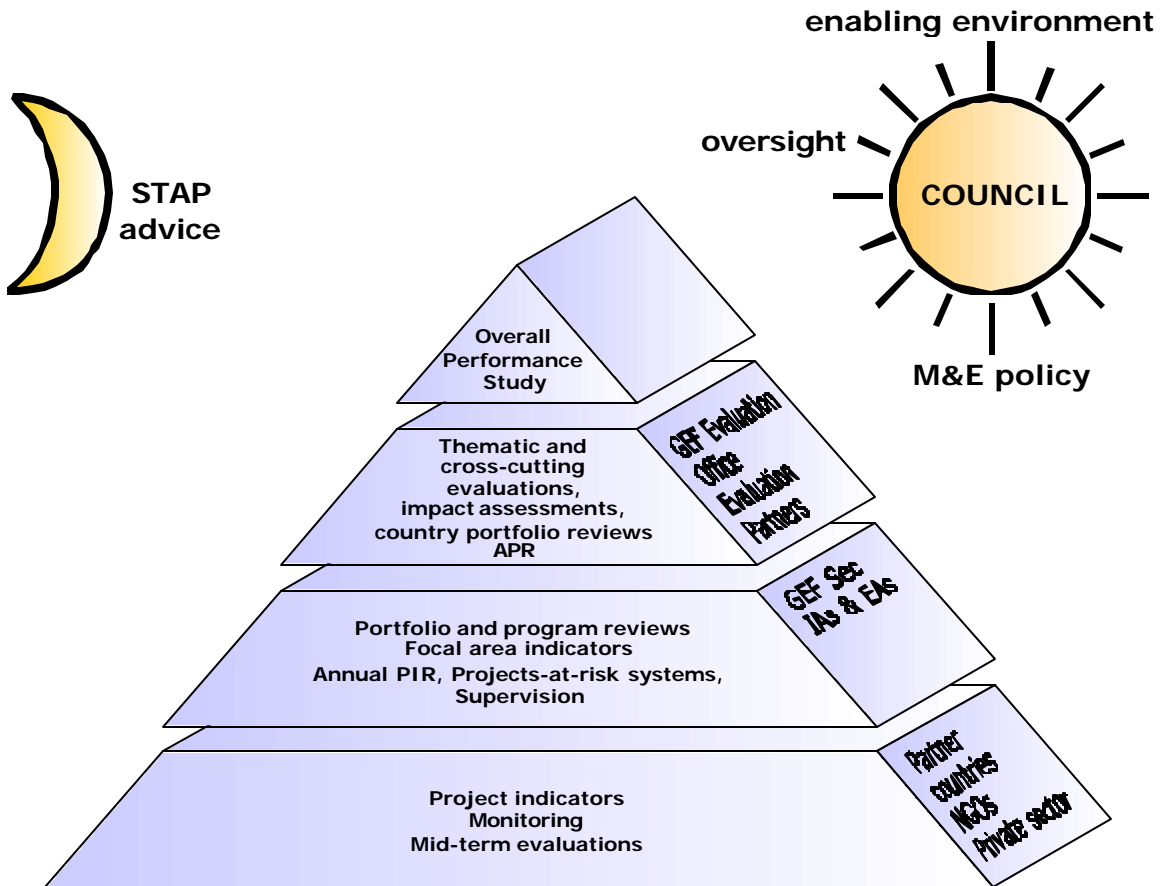 enabling environment
oversight
COUNCIL
M&E policy
STAP
advice
Overall
Performance
Study
Thematic and
cross-cutting
evaluations,
impact assessments,
country portfolio reviews
APR
GEF Evaluation
Office
Evaluation
Partners
Portfolio and program reviews
Focal area indicators
Annual PIR, Projects-at-risk systems,
Supervision
GEF Sec
IAs & EAs
Project indicators
Monitoring
Mid-term evaluations
Partner
countries
NGOs
Private sector